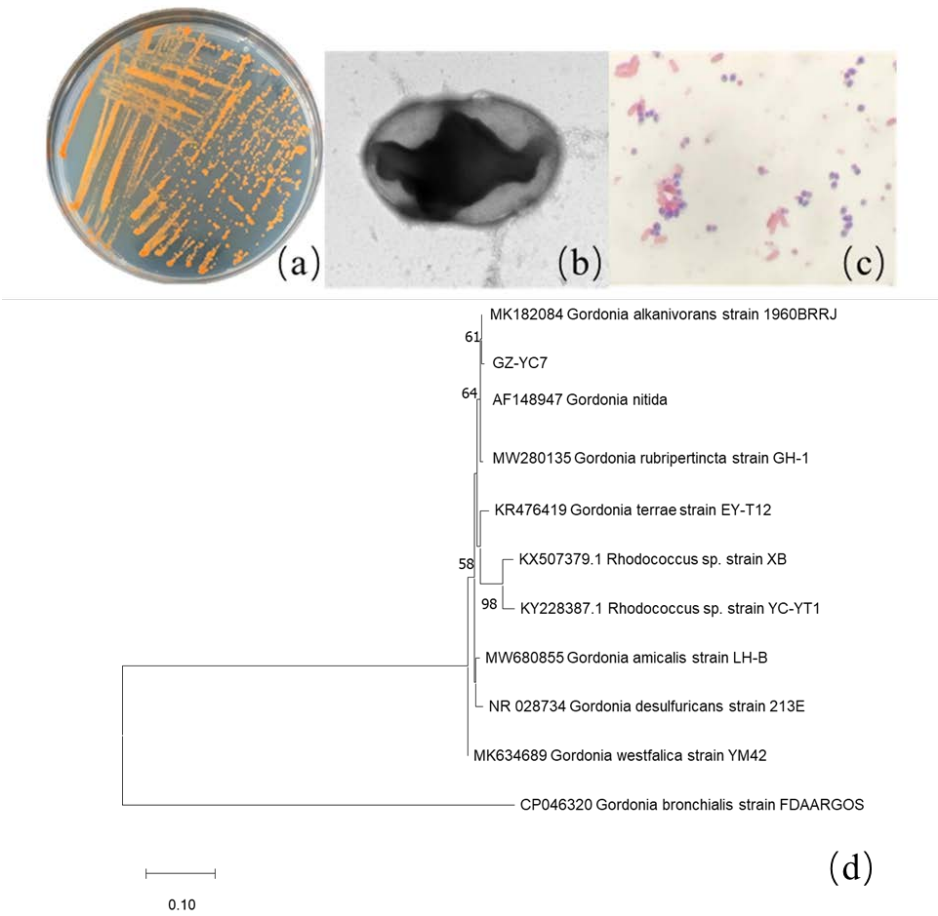 (a)
(b)
(c)
MK182084 Gordonia alkanivorans strain 1960BRRJ
61
GZ-YC7
64
AF148947 Gordonia nitida
MW280135 Gordonia rubripertincta strain GH-1
KR476419 Gordonia terrae strain EY-T12
58
KX507379.1 Rhodococcus sp. strain XB
98
KY228387.1 Rhodococcus sp. strain YC-YT1
MW680855 Gordonia amicalis strain LH-B
NR 028734 Gordonia desulfuricans strain 213E
MK634689 Gordonia westfalica strain YM42
CP046320 Gordonia bronchialis strain FDAARGOS
(d)
0.10